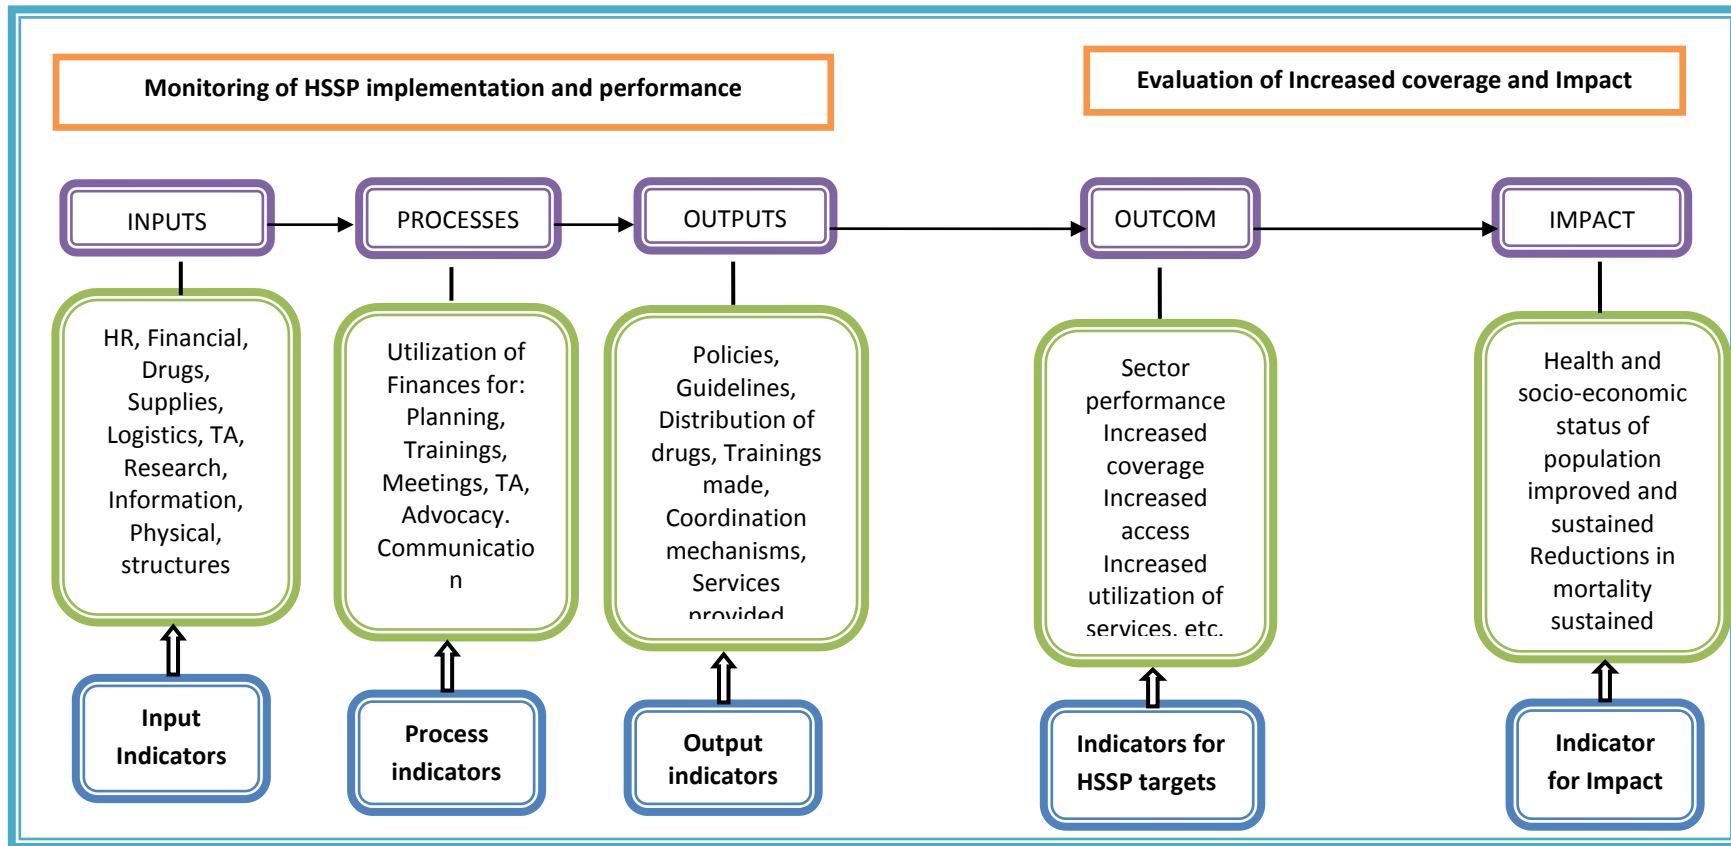 Monitoring of HSSP implementation and performance
Evaluation of Increased coverage and Impact
INPUTS
PROCESSES
OUTPUTS
OUTCOM
IMPACT
HR, Financial,
Drugs,
Supplies,
Logistics, TA,
Research,
Information,
Physical,
structures
Utilization of
Finances for:
Planning,
Trainings,
Meetings, TA,
Advocacy.
Communicatio
n
Policies,
Guidelines,
Distribution of
drugs, Trainings
made,
Coordination
mechanisms,
Services
provided
Sector
performance
Increased
coverage
Increased
access
Increased
utilization of
services, etc.
Health and
socio-economic
status of
population
improved and
sustained
Reductions in
mortality
sustained
Input
Indicators
Process
indicators
Output
indicators
Indicators for
HSSP targets
Indicator
for Impact